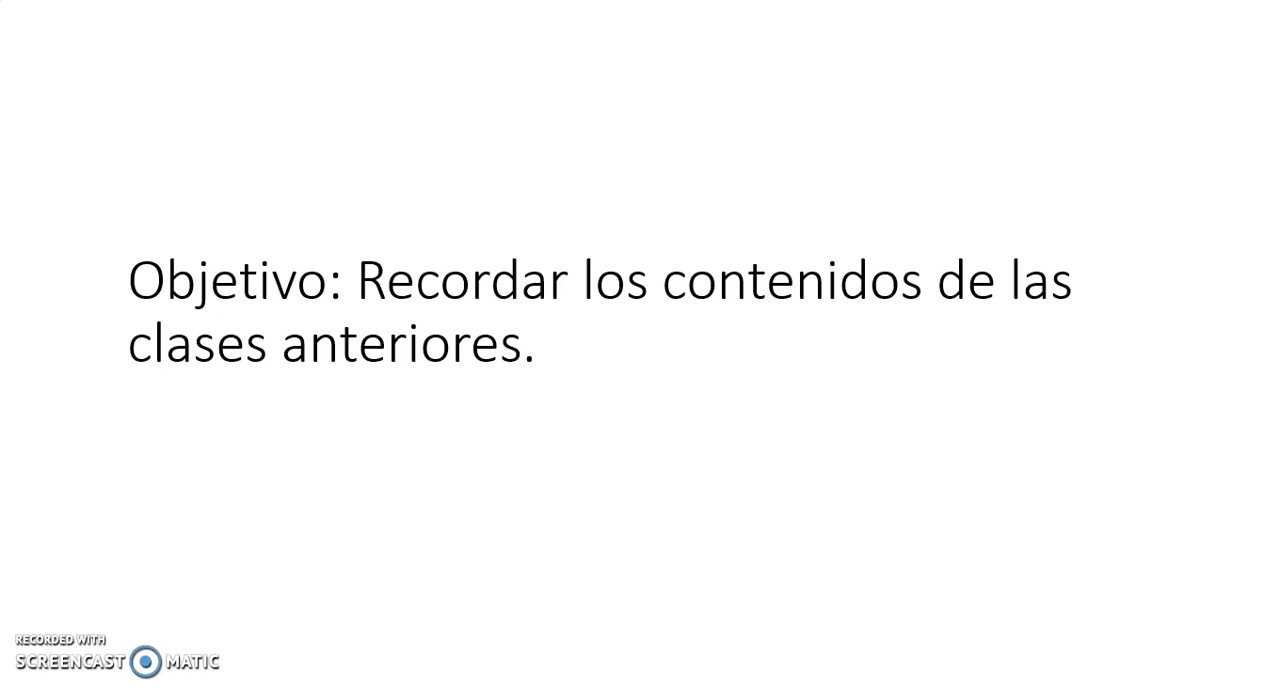 Objetivo: Recordar los contenidos de las
clases anteriores.
RECORDED WITH
SCREENCAST MATIC